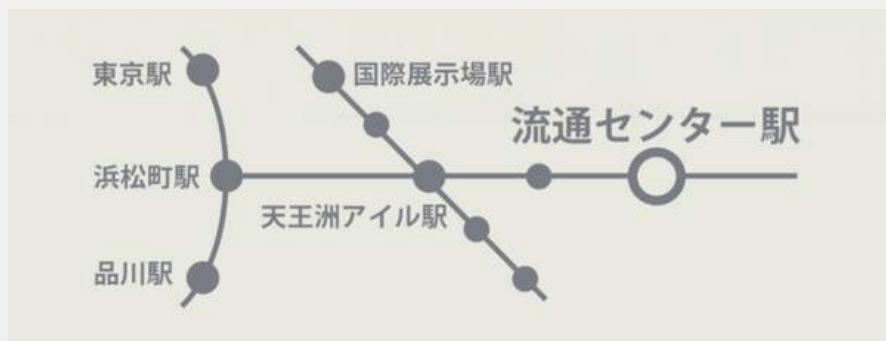 東京駅
国際展示場駅
流通センター駅
浜松町駅
天王洲アイル駅
品川駅